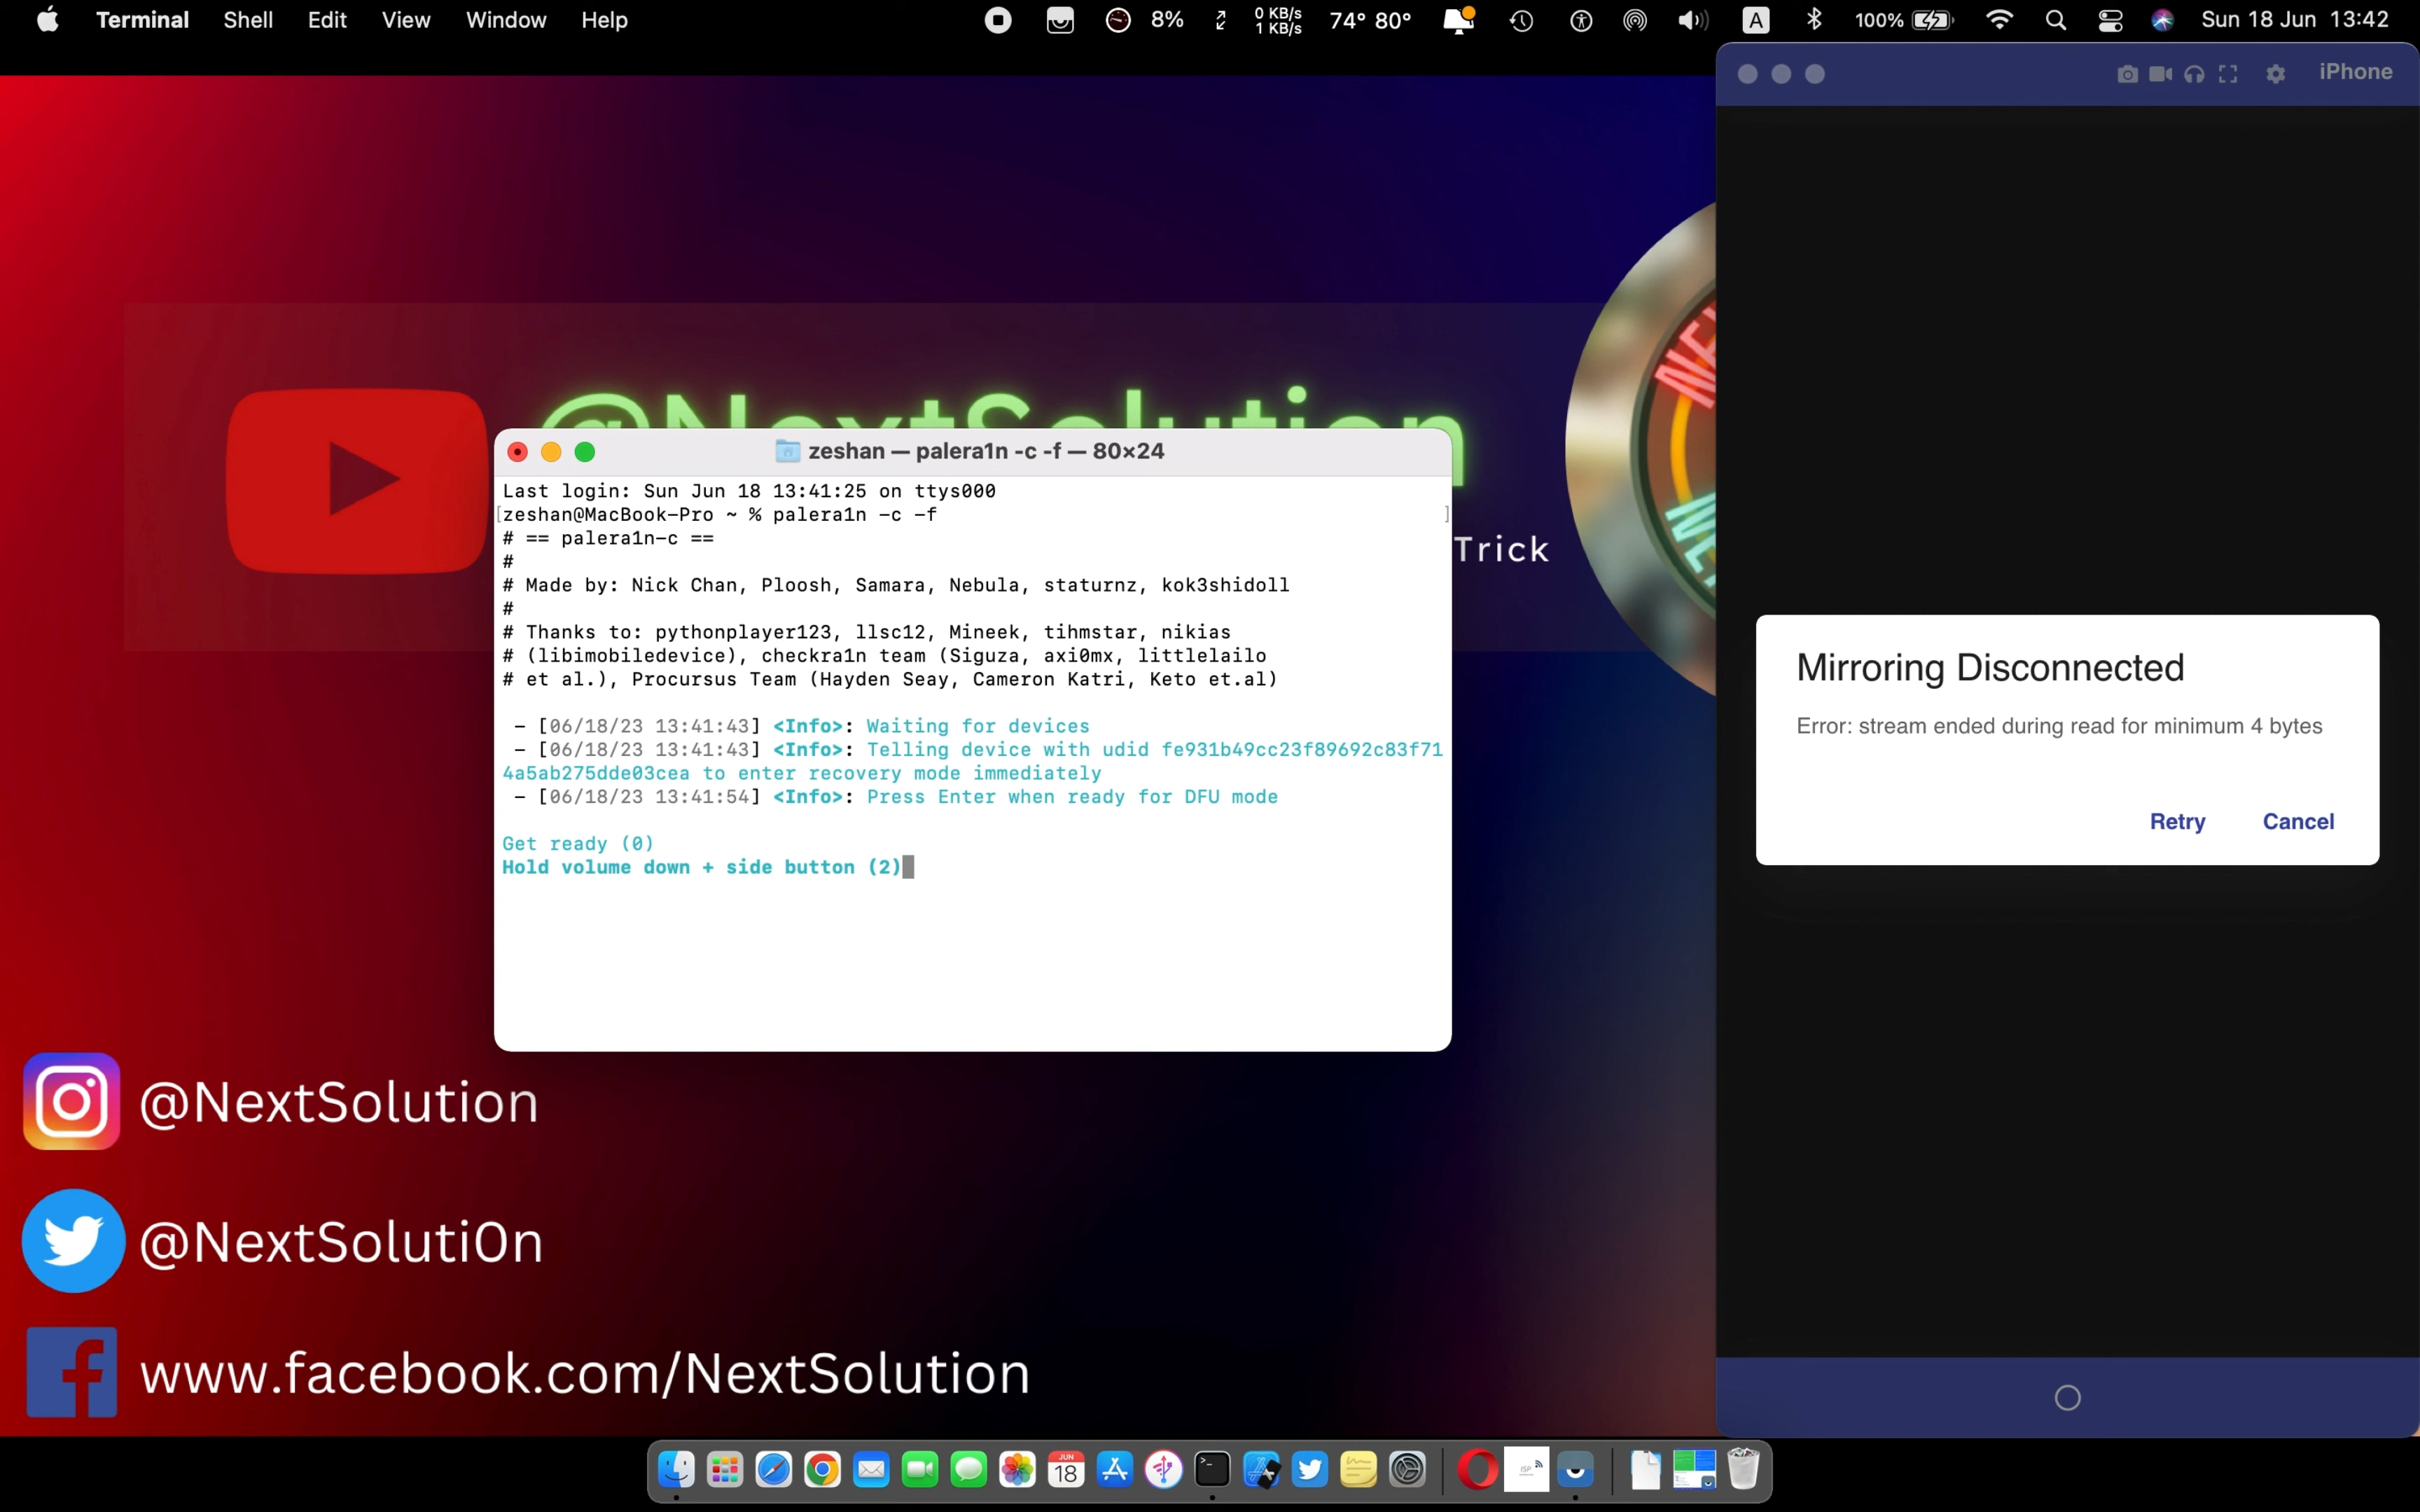 Terminal Shell Edit View Window Help
8% 0 KB/s 74° 80° A 100% Sun 18 Jun 13:42
1 KB/s
iPhone
@NextSolution
Trick
zeshan — palera1n -c -f — 80×24
Last login: Sun Jun 18 13:41:25 on ttys000
[zeshan@MacBook-Pro ~ % palera1n -c -f ]
# == palera1n-c ==
#
# Made by: Nick Chan, Ploosh, Samara, Nebula, staturnz, kok3shidoll
#
# Thanks to: pythonplayer123, llsc12, Mineek, tihmstar, nikias
# (libimobiledevice), checkra1n team (Siguza, axi0mx, littlelailo
# et al.), Procursus Team (Hayden Seay, Cameron Katri, Keto et.al)
- [06/18/23 13:41:43] <Info>: Waiting for devices
- [06/18/23 13:41:43] <Info>: Telling device with udid fe931b49cc23f89692c83f71
4a5ab275dde03cea to enter recovery mode immediately
- [06/18/23 13:41:54] <Info>: Press Enter when ready for DFU mode
Get ready (0)
Hold volume down + side button (2)
Mirroring Disconnected
Error: stream ended during read for minimum 4 bytes
Retry Cancel
@NextSolution
@NextSoluti0n
www.facebook.com/NextSolution
JUN
18